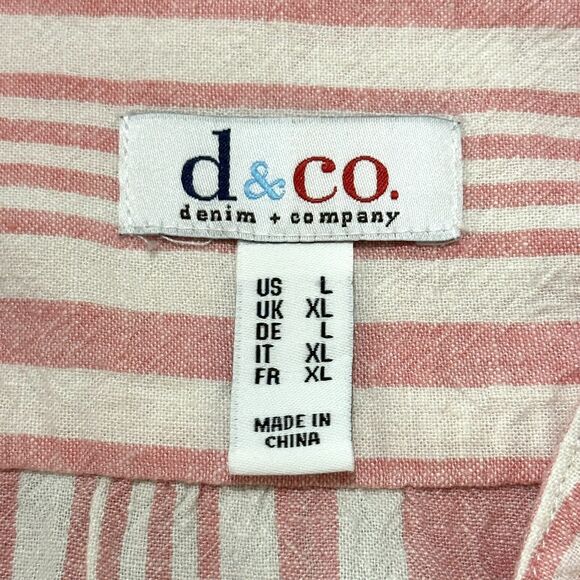 d&co.
denim + company
US L
UK XL
DE L
IT XL
FR XL
MADE IN
CHINA